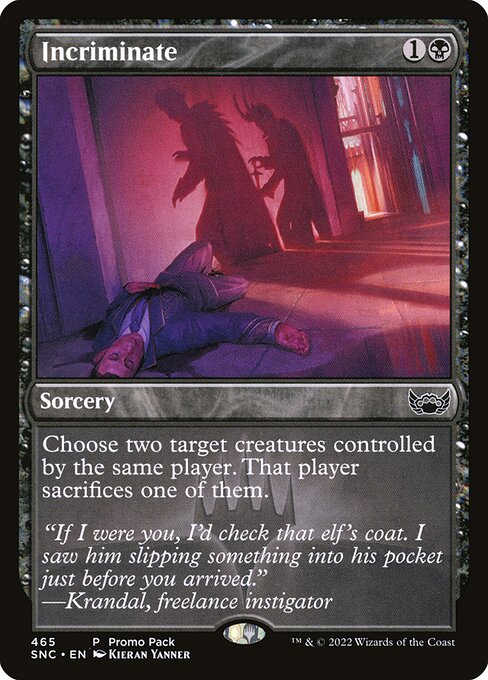 Incriminate 1
Sorcery
Choose two target creatures controlled
by the same player. That player
sacrifices one of them.
“If I were you, I’d check that elf’s coat. I
saw him slipping something into his pocket
just before you arrived.”
—Krandal, freelance instigator
465 P Promo Pack
SNC • EN KIERAN YANNER
™ & © 2022 Wizards of the Coast